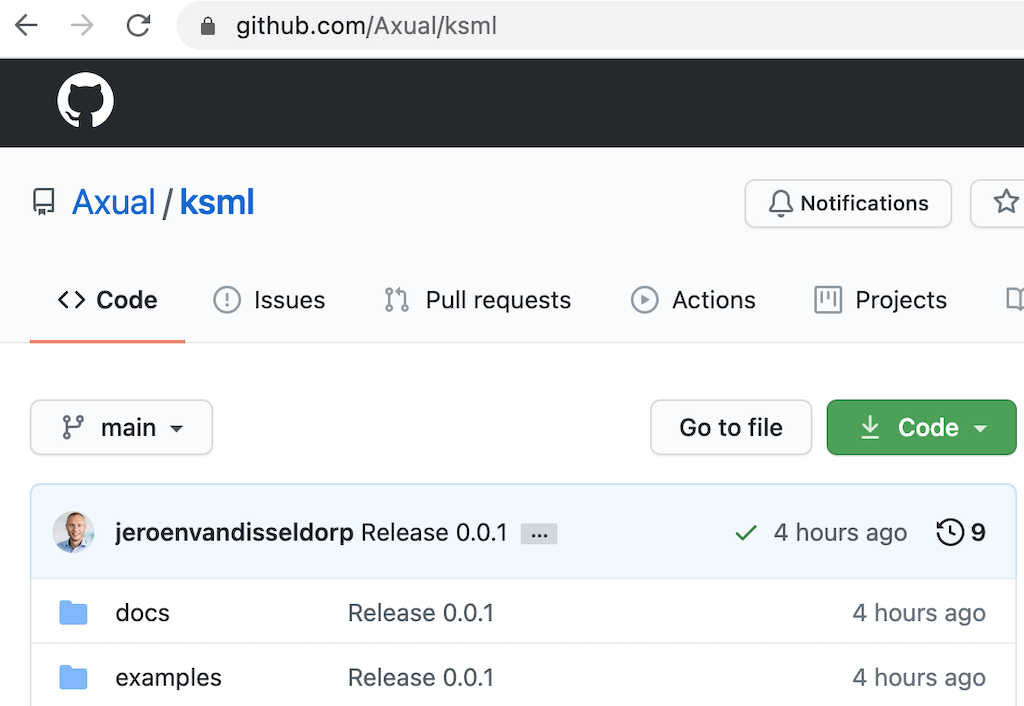 github.com/Axual/ksml
Axual / ksml
Notifications
Code Issues Pull requests Actions Projects
main Go to file Code
jeroenvandisseldorp Release 0.0.1 ... 4 hours ago 9
docs Release 0.0.1 4 hours ago
examples Release 0.0.1 4 hours ago